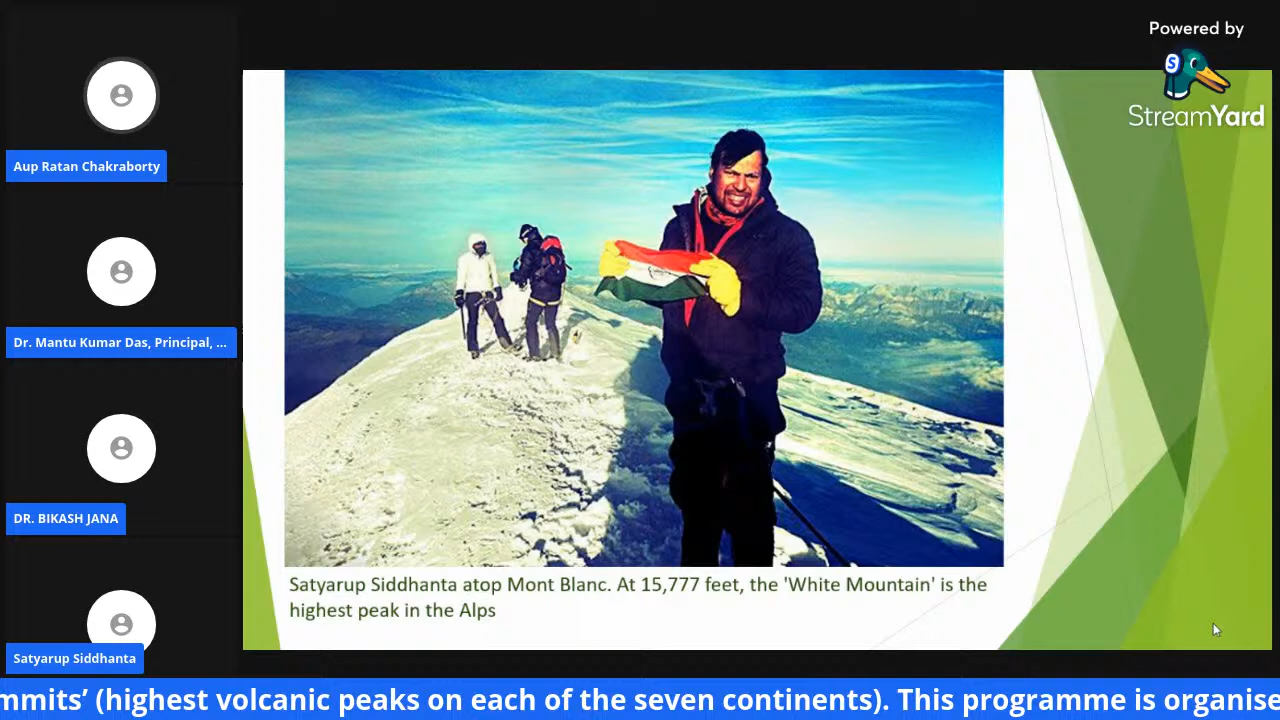 Powered by
S
StreamYard
Aup Ratan Chakraborty
Dr. Mantu Kumar Das, Principal, ...
DR. BIKASH JANA
Satyarup Siddhanta
Satyarup Siddhanta atop Mont Blanc. At 15,777 feet, the 'White Mountain' is the
highest peak in the Alps
mmits’ (highest volcanic peaks on each of the seven continents). This programme is organise